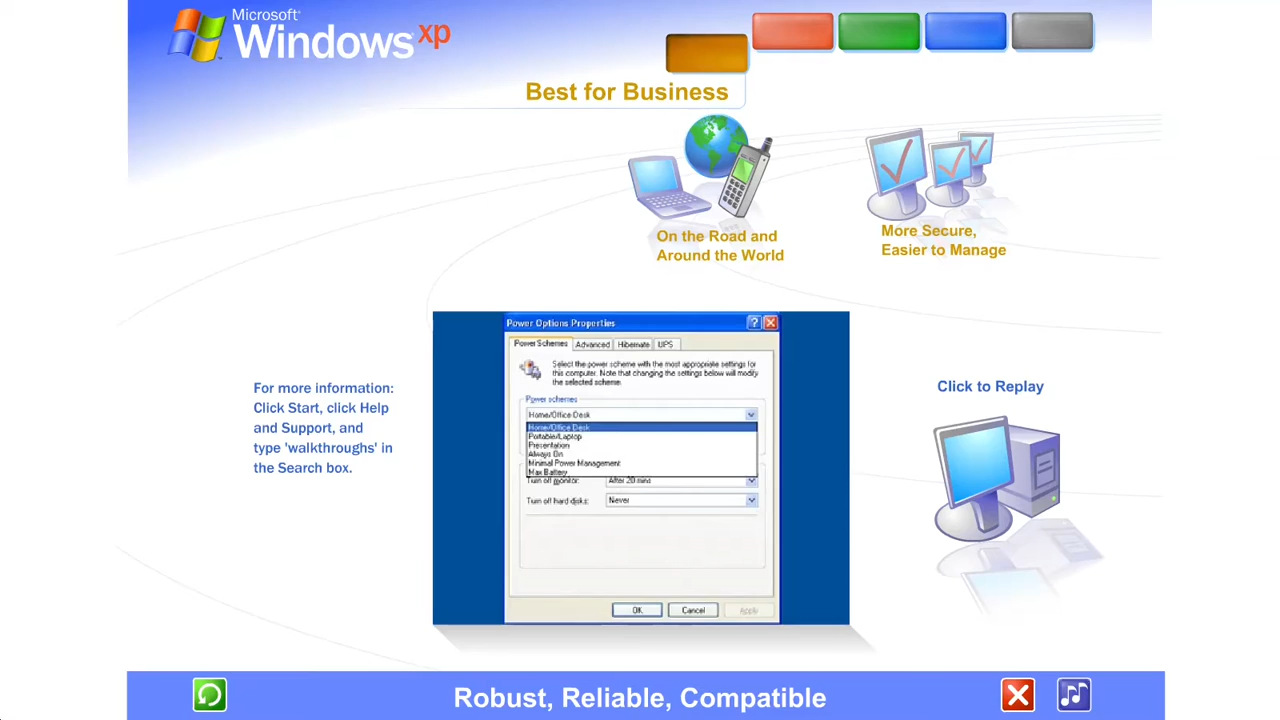 Microsoft®
Windows xp
Best for Business
On the Road and
Around the World
More Secure,
Easier to Manage
Power Options Properties
Power Schemes Advanced Hibernate UPS
Select the power scheme with the most appropriate settings for
this computer. Note that changing the settings below will modify
the selected scheme.
Power schemes
Home/Office Desk
Home/Office Desk
Portable/Laptop
Presentation
Always On
Minimal Power Management
Max Battery
Turn off monitor: After 20 mins
Turn off hard disks: Never
OK Cancel Apply
For more information:
Click Start, click Help
and Support, and
type 'walkthroughs' in
the Search box.
Click to Replay
Robust, Reliable, Compatible